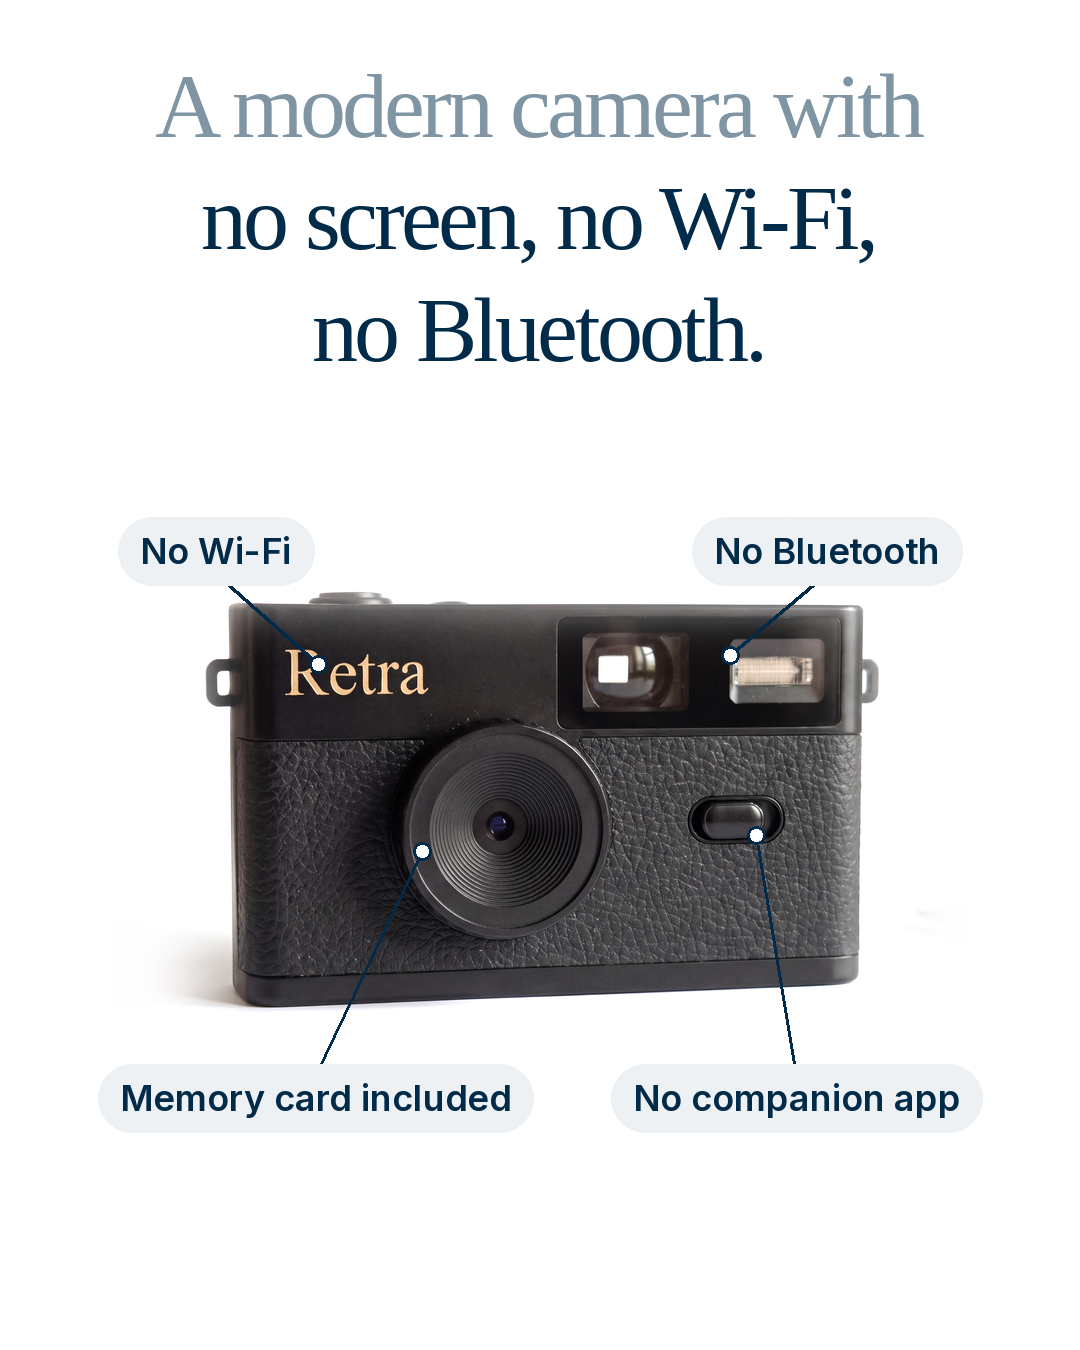 A modern camera with
no screen, no Wi-Fi,
no Bluetooth.
No Wi-Fi
No Bluetooth
Retra
Memory card included
No companion app